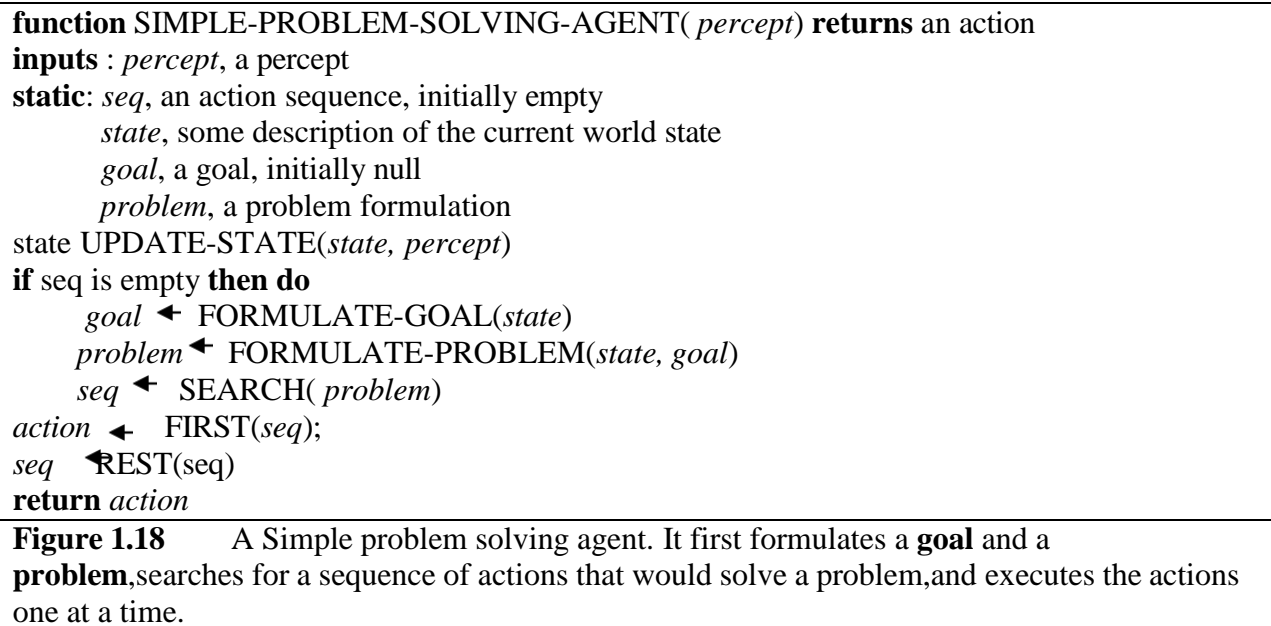 function SIMPLE-PROBLEM-SOLVING-AGENT( percept) returns an action
inputs : percept, a percept
static: seq, an action sequence, initially empty
state, some description of the current world state
goal, a goal, initially null
problem, a problem formulation
state UPDATE-STATE(state, percept)
if seq is empty then do
goal ← FORMULATE-GOAL(state)
problem ← FORMULATE-PROBLEM(state, goal)
seq ← SEARCH( problem)
action ← FIRST(seq);
seq ← REST(seq)
return action
Figure 1.18 A Simple problem solving agent. It first formulates a goal and a
problem,searches for a sequence of actions that would solve a problem,and executes the actions
one at a time.